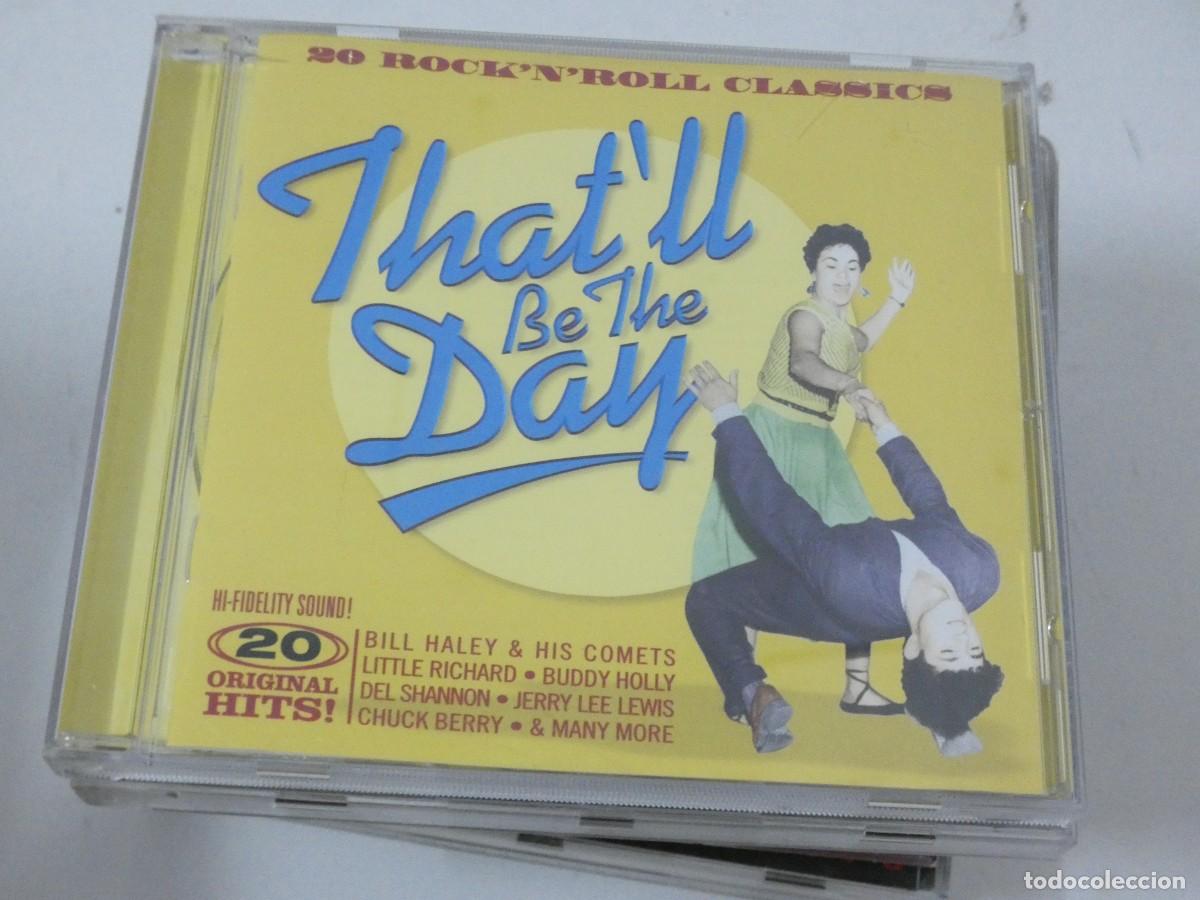 20 ROCK'N'ROLL CLASSICS
That'll
Be The
Day
HI-FIDELITY SOUND!
20
ORIGINAL
HITS!
BILL HALEY & HIS COMETS
LITTLE RICHARD • BUDDY HOLLY
DEL SHANNON • JERRY LEE LEWIS
CHUCK BERRY • & MANY MORE
todocoleccion